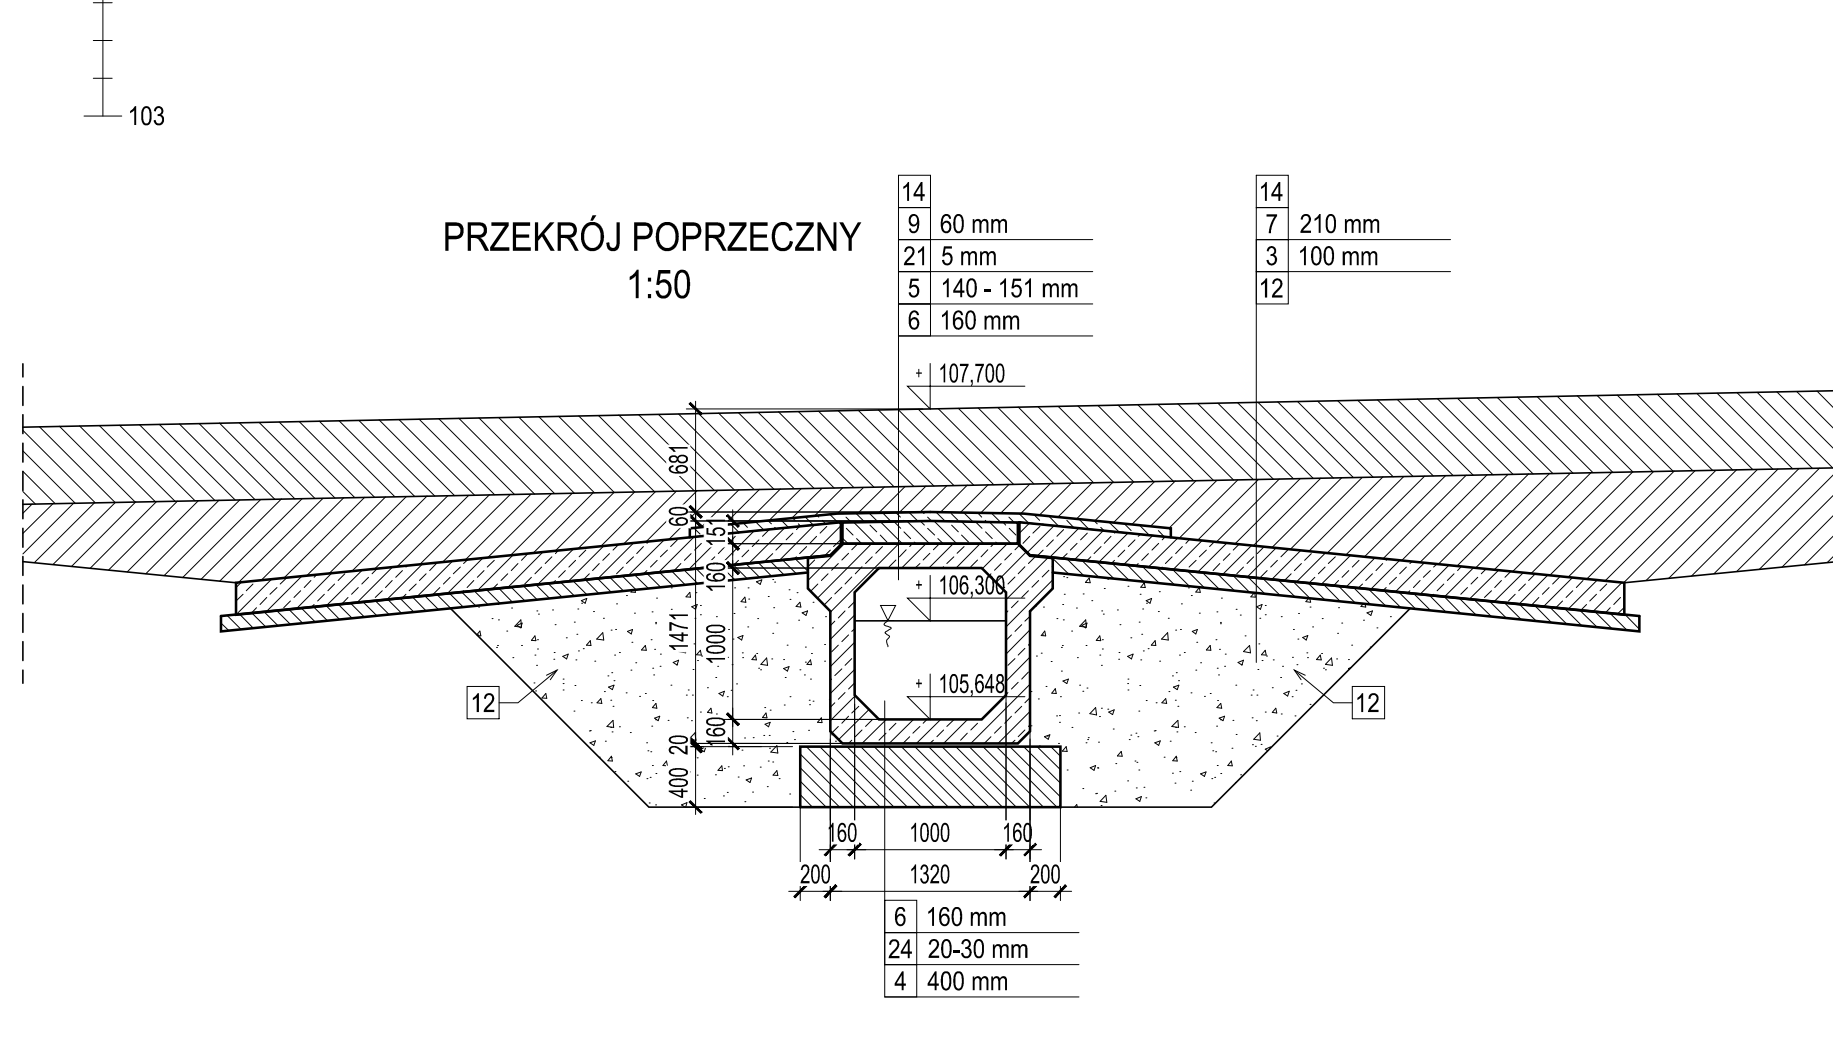 103
PRZEKRÓJ POPRZECZNY
1:50
14
9 60 mm
21 5 mm
5 140 - 151 mm
6 160 mm
14
7 210 mm
3 100 mm
12
+ 107,700
681
60
151
160
1471
1000
160
20
400
+ 106,300
+ 105,648
12
12
160 1000 160
200 1320 200
6 160 mm
24 20-30 mm
4 400 mm